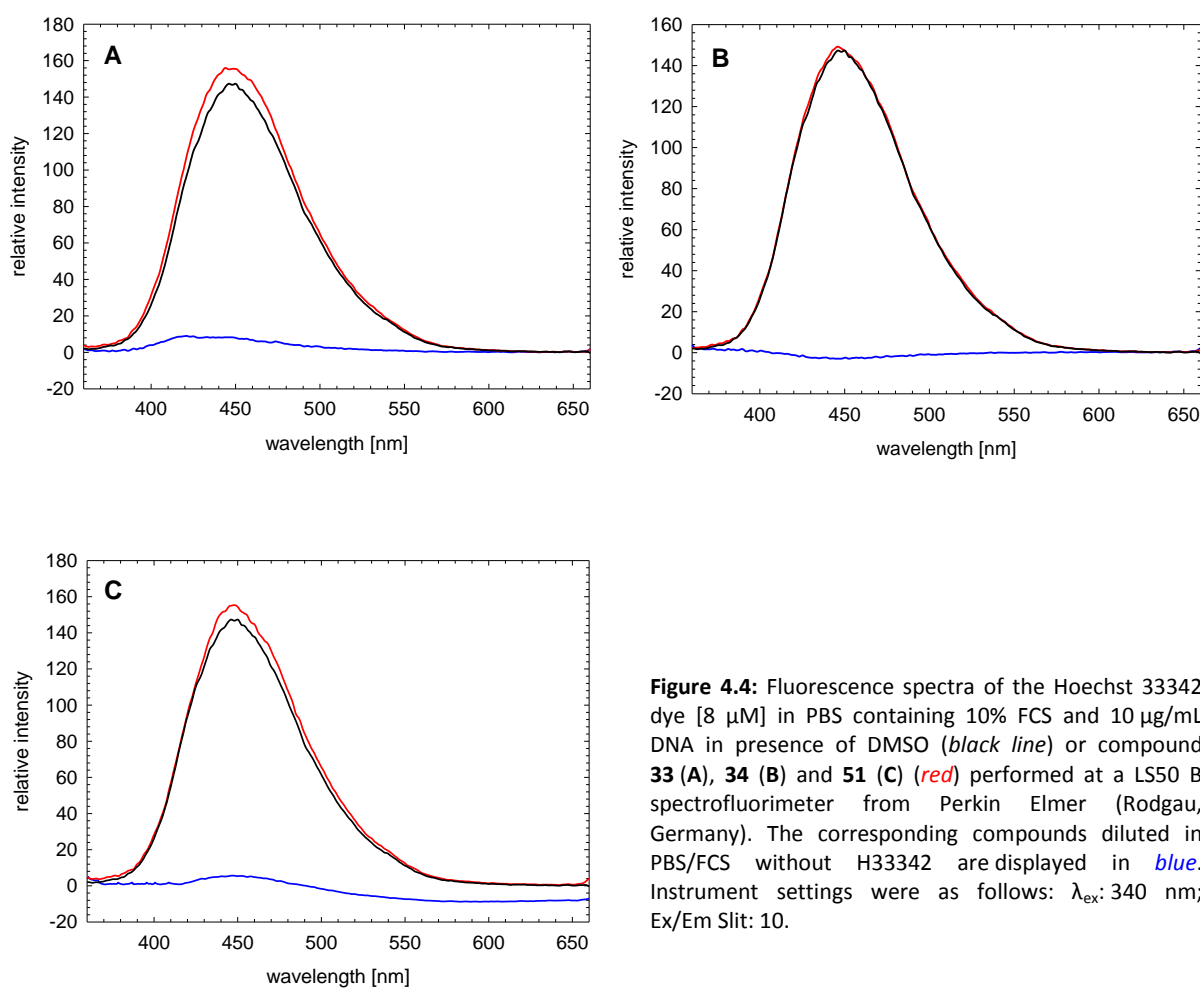 A
180
160
140
120
100
80
60
40
20
0
-20
relative intensity
400 450 500 550 600 650
wavelength [nm]
B
160
140
120
100
80
60
40
20
0
-20
relative intensity
400 450 500 550 600 650
wavelength [nm]
C
180
160
140
120
100
80
60
40
20
0
-20
relative intensity
400 450 500 550 600 650
wavelength [nm]
Figure 4.4: Fluorescence spectra of the Hoechst 33342
dye [8 µM] in PBS containing 10% FCS and 10 µg/mL
DNA in presence of DMSO (black line) or compound
33 (A), 34 (B) and 51 (C) (red) performed at a LS50 B
spectrofluorimeter from Perkin Elmer (Rodgau,
Germany). The corresponding compounds diluted in
PBS/FCS without H33342 are displayed in blue.
Instrument settings were as follows: λex: 340 nm;
Ex/Em Slit: 10.